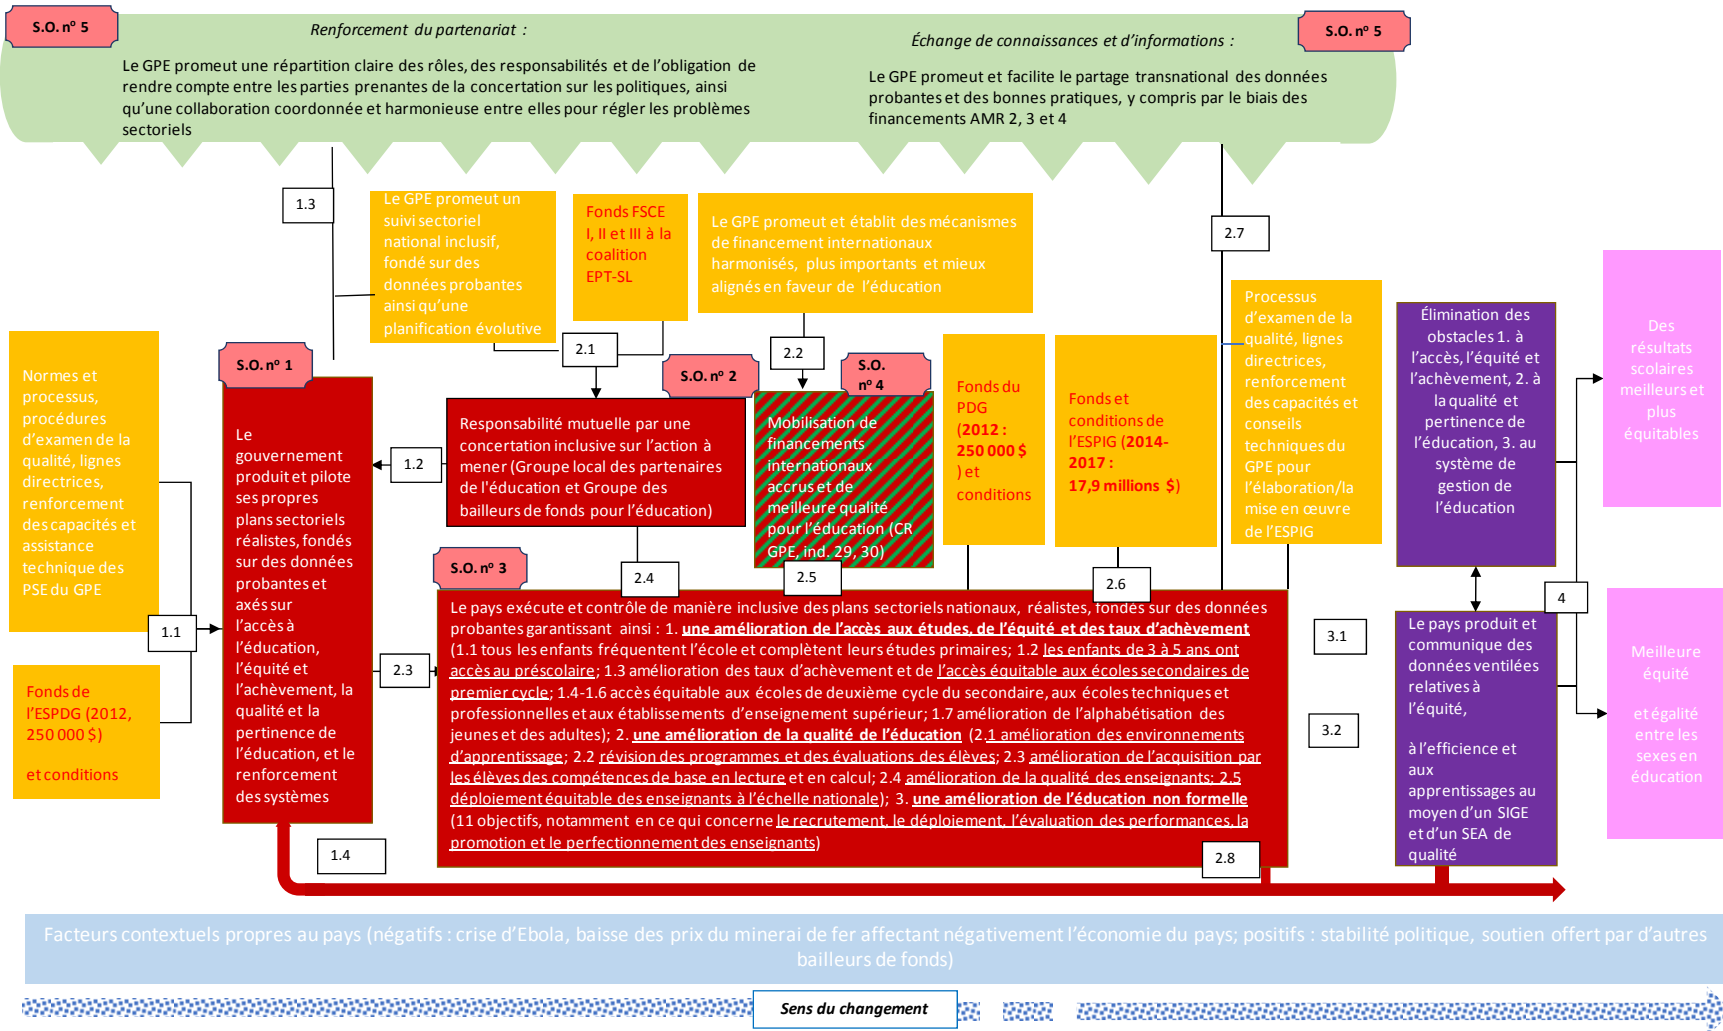 S.O. nº 5
Renforcement du partenariat :
Le GPE promeut une répartition claire des rôles, des responsabilités et de l'obligation de
rendre compte entre les parties prenantes de la concertation sur les politiques, ainsi
qu'une collaboration coordonnée et harmonieuse entre elles pour régler les problèmes
sectoriels
Échange de connaissances et d'informations :
S.O. nº 5
Le GPE promeut et facilite le partage transnational des données
probantes et des bonnes pratiques, y compris par le biais des
financements AMR 2, 3 et 4
1.3
Le GPE promeut un
suivi sectoriel
national inclusif,
fondé sur des
données probantes
ainsi qu'une
planification évolutive
Fonds FSCE
I, II et III à la
coalition
EPT-SL
Le GPE promeut et établit des mécanismes
de financement internationaux
harmonisés, plus importants et mieux
alignés en faveur de l'éducation
2.7
2.1
2.2
Normes et
processus,
procédures
d'examen de la
qualité, lignes
directrices,
renforcement
des capacités et
assistance
technique des
PSE du GPE
1.1
Fonds de
l'ESPDG (2012,
250 000 $)
et conditions
S.O. nº 1
Le
gouvernement
produit et pilote
ses propres
plans sectoriels
réalistes, fondés
sur des données
probantes et
axés sur
l'accès à
l'éducation,
l'équité et
l'achèvement, la
qualité et la
pertinence de
l'éducation, et le
renforcement
des systèmes
1.2
2.3
1.4
S.O. nº 2
Responsabilité mutuelle par une
concertation inclusive sur l'action à
mener (Groupe local des partenaires
de l'éducation et Groupe des
bailleurs de fonds pour l'éducation)
S.O.
nº 4
Mobilisation de
financements
internationaux
accrus et de
meilleure qualité
pour l'éducation (CR
GPE, ind. 29, 30)
Fonds du
PDG
(2012 :
250 000 $
) et
conditions
Fonds et
conditions de
l'ESPIG (2014-
2017 :
17,9 millions $)
Processus
d'examen de la
qualité, lignes
directrices,
renforcement
des capacités et
conseils
techniques du
GPE pour
l'élaboration/la
mise en œuvre
de l'ESPIG
S.O. nº 3
2.4
2.5
2.6
Le pays exécute et contrôle de manière inclusive des plans sectoriels nationaux, réalistes, fondés sur des données
probantes garantissant ainsi : 1. une amélioration de l'accès aux études, de l'équité et des taux d'achèvement
(1.1 tous les enfants fréquentent l'école et complètent leurs études primaires; 1.2 les enfants de 3 à 5 ans ont
accès au préscolaire; 1.3 amélioration des taux d'achèvement et de l'accès équitable aux écoles secondaires de
premier cycle; 1.4-1.6 accès équitable aux écoles de deuxième cycle du secondaire, aux écoles techniques et
professionnelles et aux établissements d'enseignement supérieur; 1.7 amélioration de l'alphabétisation des
jeunes et des adultes); 2. une amélioration de la qualité de l'éducation (2.1 amélioration des environnements
d'apprentissage; 2.2 révision des programmes et des évaluations des élèves; 2.3 amélioration de l'acquisition par
les élèves des compétences de base en lecture et en calcul; 2.4 amélioration de la qualité des enseignants; 2.5
déploiement équitable des enseignants à l'échelle nationale); 3. une amélioration de l'éducation non formelle
(11 objectifs, notamment en ce qui concerne le recrutement, le déploiement, l'évaluation des performances, la
promotion et le perfectionnement des enseignants)
2.8
3.1
3.2
Élimination des
obstacles 1. à
l'accès, l'équité et
l'achèvement, 2. à
la qualité et
pertinence de
l'éducation, 3. au
système de
gestion de
l'éducation
4
Le pays produit et
communique des
données ventilées
relatives à
l'équité,
à l'efficience et
aux
apprentissages au
moyen d'un SIGE
et d'un SEA de
qualité
Des
résultats
scolaires
meilleurs et
plus
équitables
Meilleure
équité
et égalité
entre les
sexes en
éducation
Facteurs contextuels propres au pays (négatifs : crise d'Ebola, baisse des prix du minerai de fer affectant négativement l'économie du pays; positifs : stabilité politique, soutien offert par d'autres
bailleurs de fonds)
Sens du changement